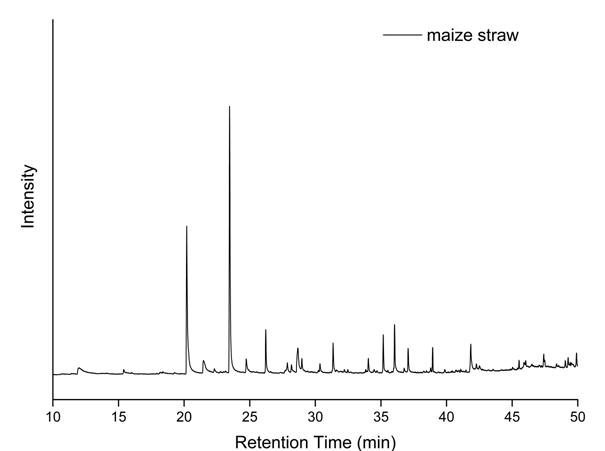 maize straw
Intensity
10 15 20 25 30 35 40 45 50
Retention Time (min)